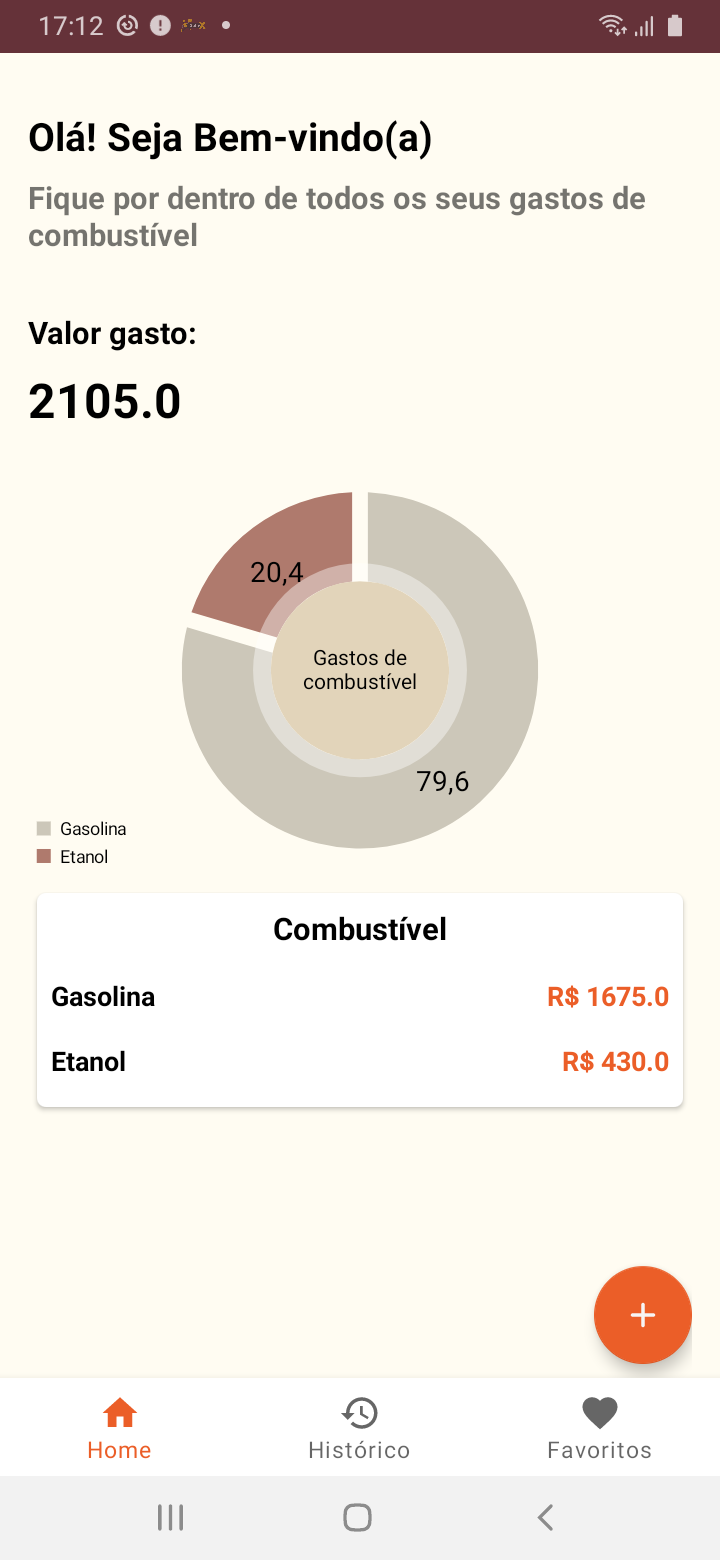 17:12
Olá! Seja Bem-vindo(a)
Fique por dentro de todos os seus gastos de
combustível
Valor gasto:
2105.0
20,4
Gastos de
combustível
79,6
Gasolina
Etanol
Combustível
Gasolina R$ 1675.0
Etanol R$ 430.0
+
Home Histórico Favoritos